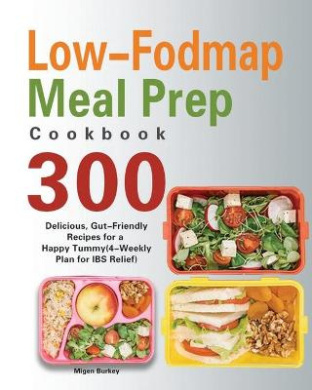 Low-Fodmap
Meal Prep
Cookbook
300
Delicious, Gut-Friendly
Recipes for a
Happy Tummy(4-Weekly
Plan for IBS Relief)
Migen Burkey